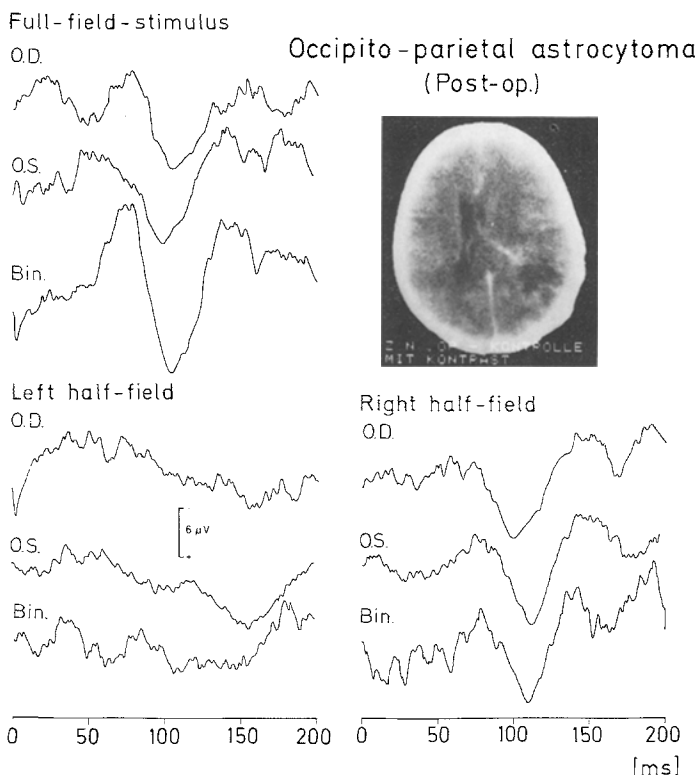 Full-field-stimulus
O.D.
O.S.
Bin.
Occipito-parietal astrocytoma
(Post-op.)
Z.N. OP - KONTROLLE
MIT KONTRAST
Left half-field
O.D.
6 µV
+
O.S.
Bin.
0 50 100 150 200
Right half-field
O.D.
O.S.
Bin.
0 50 100 150 200
[ms]